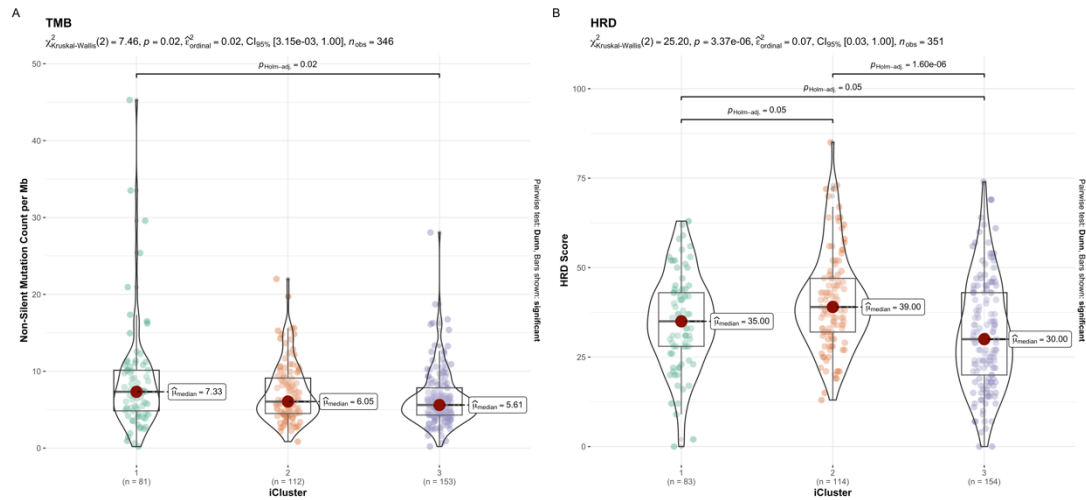 A
TMB
χ²Kruskal-Wallis(2) = 7.46, p = 0.02, ε̂²ordinal = 0.02, CI95% [3.15e-03, 1.00], nobs = 346
50
40
30
20
10
0
Non-Silent Mutation Count per Mb
pHolm-adj. = 0.02
μ̂median = 7.33
μ̂median = 6.05
μ̂median = 5.61
1
(n = 81)
2
(n = 112)
3
(n = 153)
iCluster
Pairwise test: Dunn. Bars shown: significant
B
HRD
χ²Kruskal-Wallis(2) = 25.20, p = 3.37e-06, ε̂²ordinal = 0.07, CI95% [0.03, 1.00], nobs = 351
100
75
50
25
0
HRD Score
pHolm-adj. = 1.60e-06
pHolm-adj. = 0.05
pHolm-adj. = 0.05
μ̂median = 35.00
μ̂median = 39.00
μ̂median = 30.00
1
(n = 83)
2
(n = 114)
3
(n = 154)
iCluster
Pairwise test: Dunn. Bars shown: significant